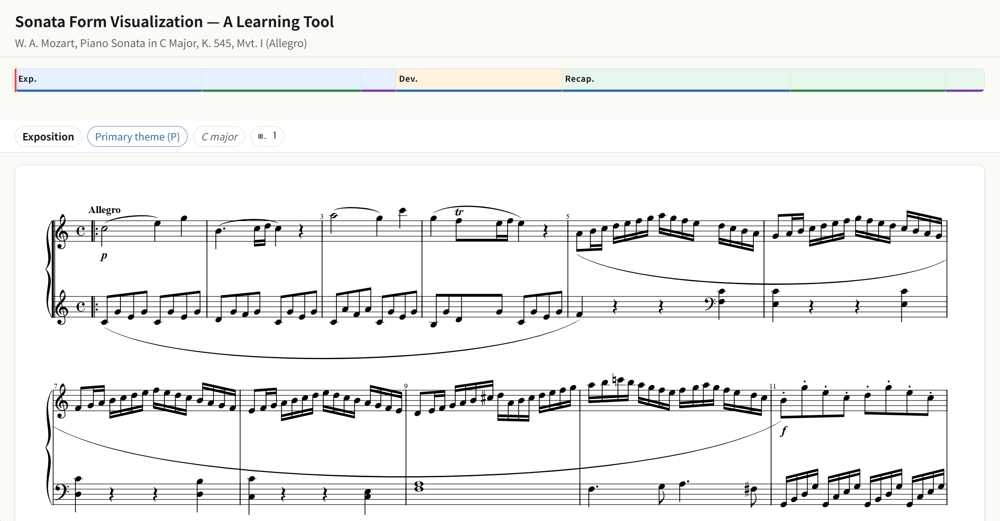 Sonata Form Visualization — A Learning Tool
W. A. Mozart, Piano Sonata in C Major, K. 545, Mvt. I (Allegro)
Exp. Dev. Recap.
Exposition Primary theme (P) C major m. 1
Allegro
tr
3 5
p
7 9 11
f